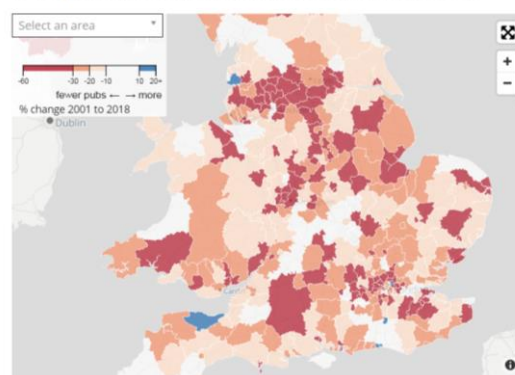 Select an area
-60 -30 -20 -10 10 20+
fewer pubs ← → more
% change 2001 to 2018
Dublin
+
−